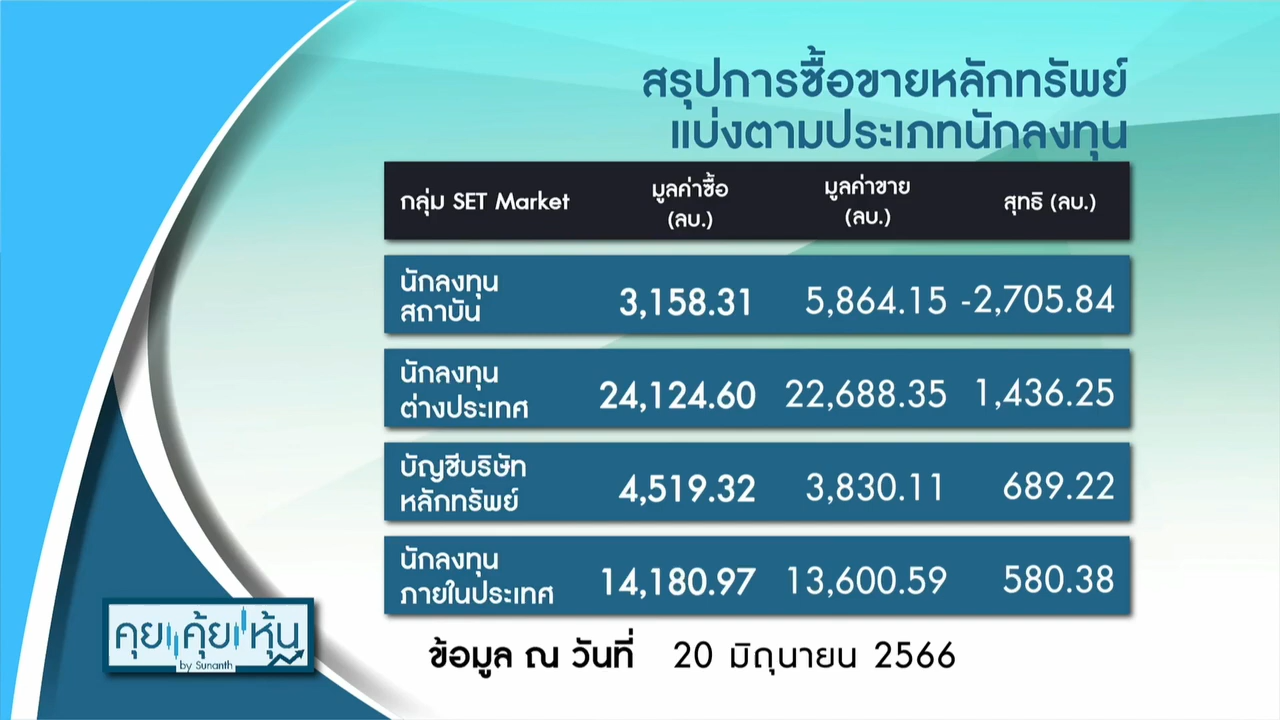 สรุปการซื้อขายหลักทรัพย์
แบ่งตามประเภทนักลงทุน
กลุ่ม SET Market มูลค่าซื้อ (ลบ.) มูลค่าขาย (ลบ.) สุทธิ (ลบ.)
นักลงทุน
สถาบัน 3,158.31 5,864.15 -2,705.84
นักลงทุน
ต่างประเทศ 24,124.60 22,688.35 1,436.25
บัญชีบริษัท
หลักทรัพย์ 4,519.32 3,830.11 689.22
นักลงทุน
ภายในประเทศ 14,180.97 13,600.59 580.38
ข้อมูล ณ วันที่ 20 มิถุนายน 2566
คุย คุ้ย หุ้น
by Sunanth